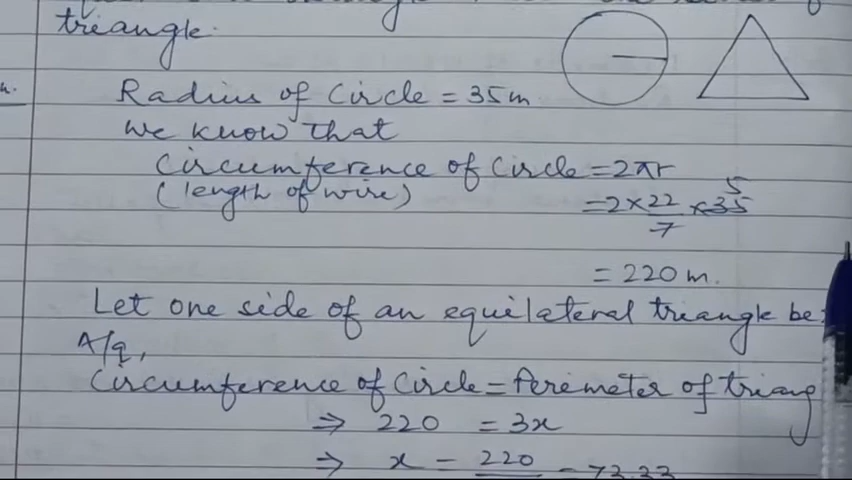 triangle.
Radius of Circle = 35m
We know that
Circumference of Circle = 2πr
(length of wire)
= 2 × 22/7 × 35 5
= 220 m.
Let one side of an equilateral triangle be
A/q,
Circumference of Circle = Perimeter of triang
⇒ 220 = 3x
⇒ x = 220 = 73.33